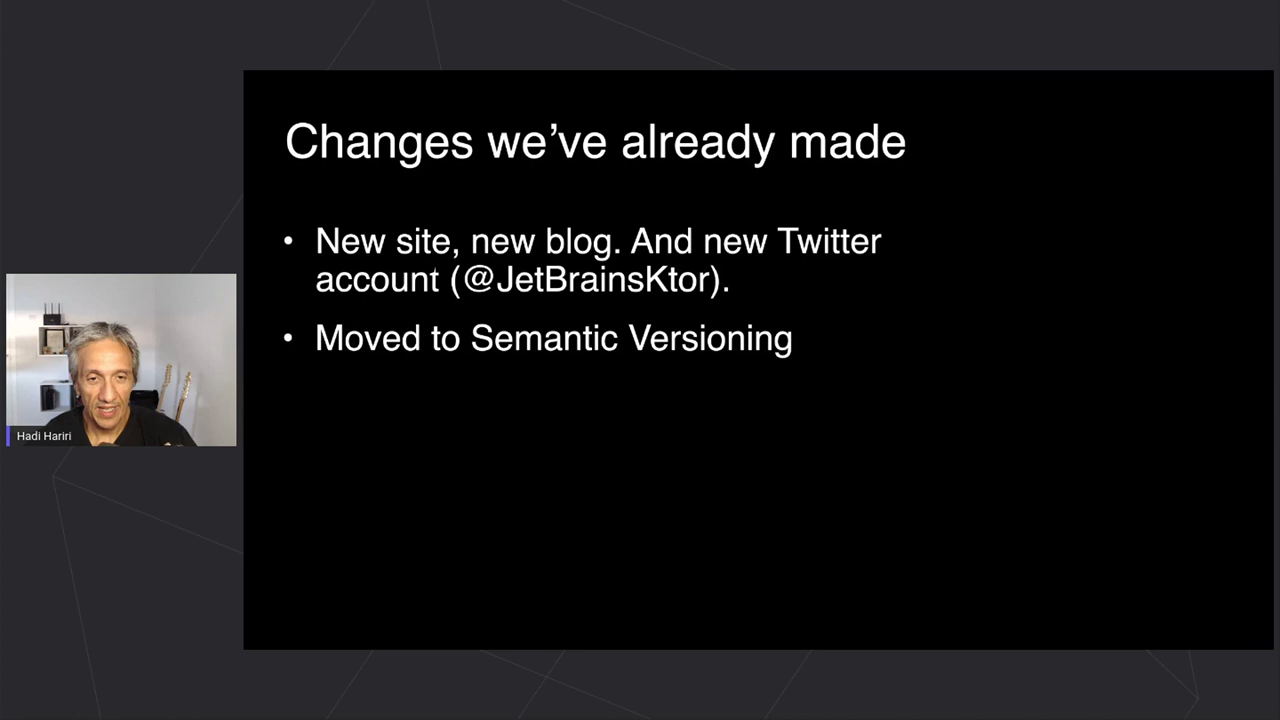 Changes we’ve already made
• New site, new blog. And new Twitter
account (@JetBrainsKtor).
• Moved to Semantic Versioning
Hadi Hariri